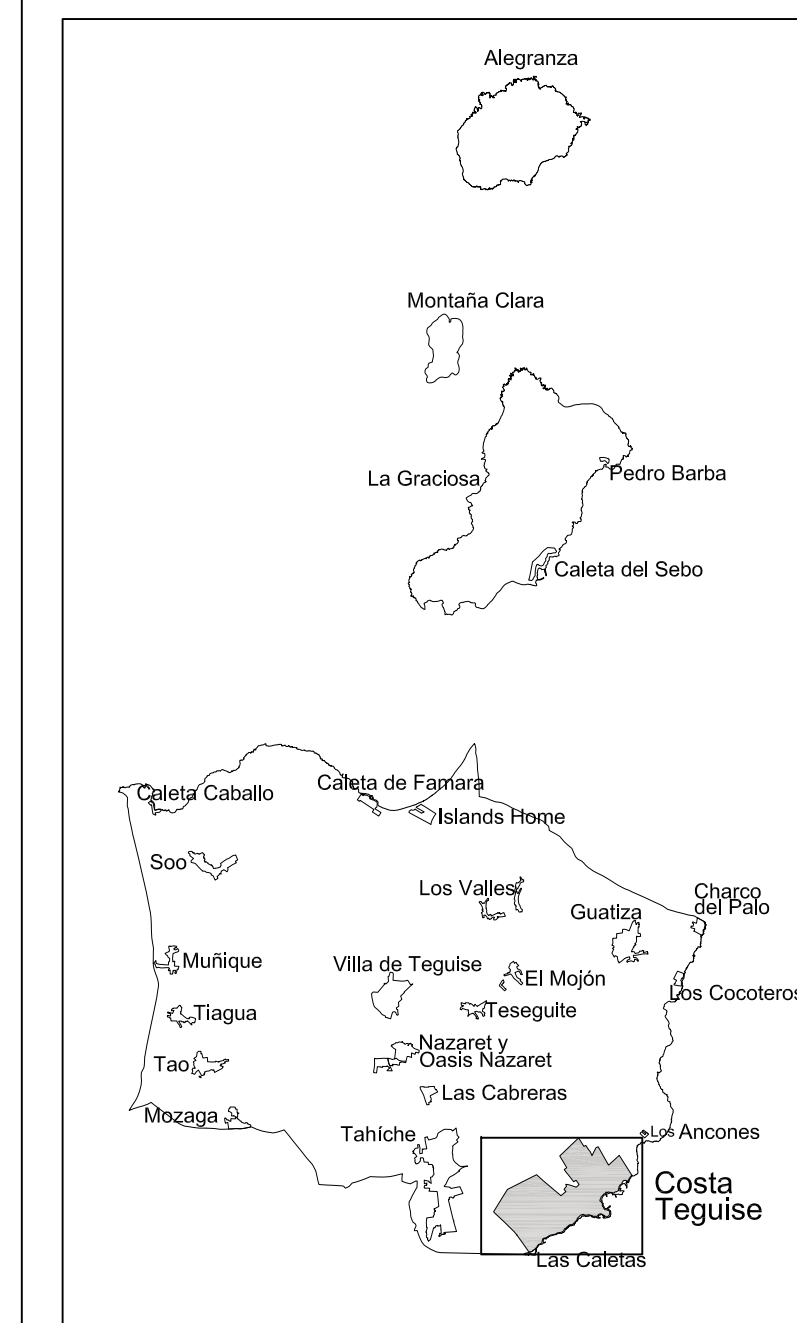 Alegranza
Montaña Clara
La Graciosa
Pedro Barba
Caleta del Sebo
Caleta de Famara
Caleta Caballo
Islands Home
Soo
Los Valles
Charco
del Palo
Guatiza
Muñique
Villa de Teguise
El Mojón
Los Cocoteros
Tiagua
Teseguite
Nazaret y
Oasis Nazaret
Tao
Las Cabreras
Mozaga
Tahíche
Los Ancones
Costa
Teguise
Las Caletas